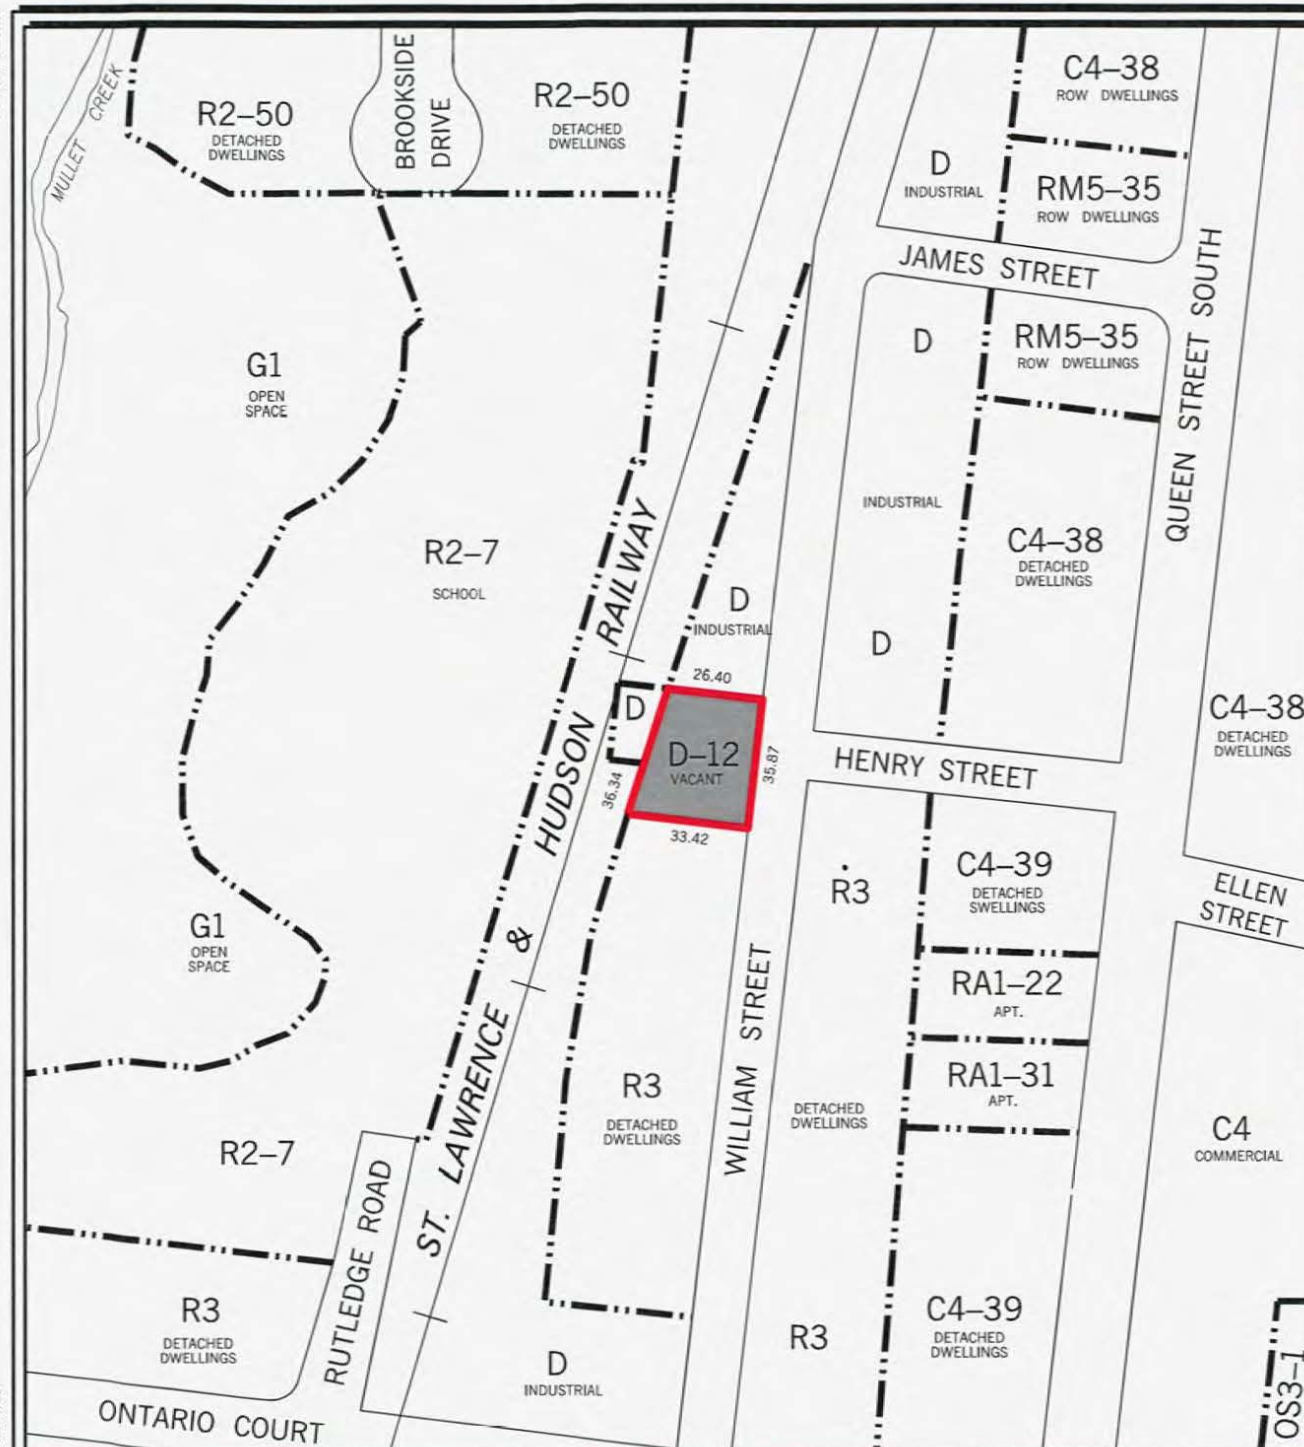 MULLET CREEK
R2–50
DETACHED
DWELLINGS
BROOKSIDE
DRIVE
R2–50
DETACHED
DWELLINGS
C4–38
ROW DWELLINGS
D
INDUSTRIAL
RM5–35
ROW DWELLINGS
JAMES STREET
QUEEN STREET SOUTH
G1
OPEN
SPACE
D
RM5–35
ROW DWELLINGS
INDUSTRIAL
R2–7
SCHOOL
C4–38
DETACHED
DWELLINGS
D
INDUSTRIAL
D
ST. LAWRENCE & HUDSON RAILWAY
26.40
D
D–12
VACANT
35.87
36.34
33.42
C4–38
DETACHED
DWELLINGS
HENRY STREET
R3
C4–39
DETACHED
SWELLINGS
ELLEN
STREET
G1
OPEN
SPACE
RA1–22
APT.
WILLIAM STREET
R3
DETACHED
DWELLINGS
DETACHED
DWELLINGS
RA1–31
APT.
R2–7
C4
COMMERCIAL
RUTLEDGE ROAD
R3
DETACHED
DWELLINGS
R3
C4–39
DETACHED
DWELLINGS
D
INDUSTRIAL
OS3–1
ONTARIO COURT